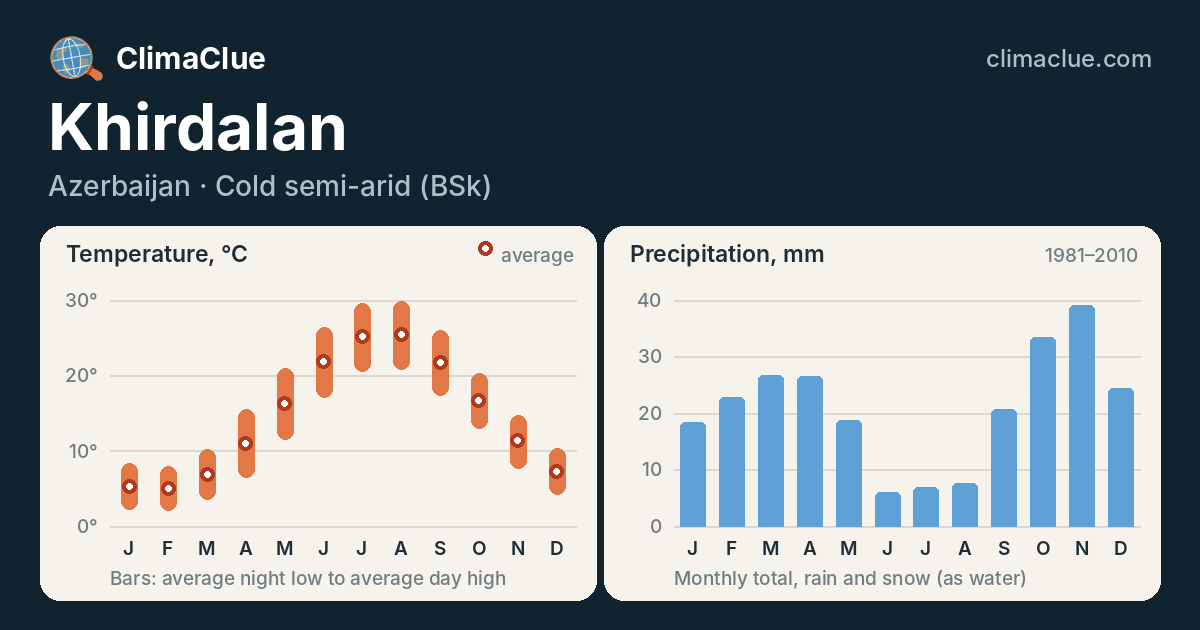 ClimaClue
climaclue.com
Khirdalan
Azerbaijan · Cold semi-arid (BSk)
Temperature, °C
average
30°
20°
10°
0°
J F M A M J J A S O N D
Bars: average night low to average day high
Precipitation, mm
1981–2010
40
30
20
10
0
J F M A M J J A S O N D
Monthly total, rain and snow (as water)